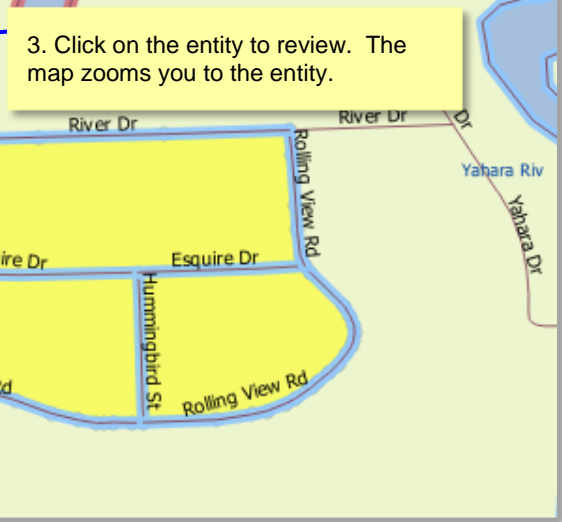 3. Click on the entity to review.  The
map zooms you to the entity.
River Dr
River Dr
Dr
Rolling View Rd
Yahara Riv
Yahara Dr
ire Dr
Esquire Dr
Hummingbird St
Rolling View Rd
Rd